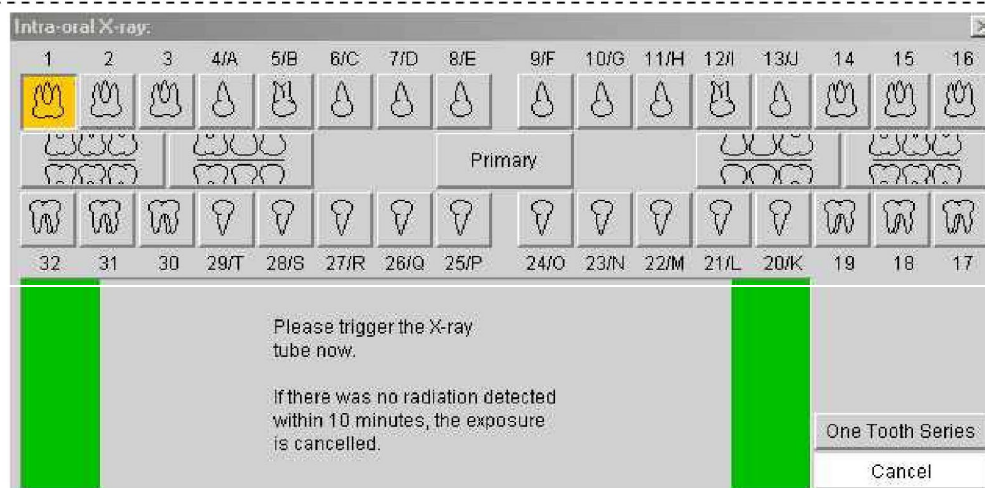 Intra-oral X-ray:
1 2 3 4/A 5/B 6/C 7/D 8/E 9/F 10/G 11/H 12/I 13/J 14 15 16
Primary
32 31 30 29/T 28/S 27/R 26/Q 25/P 24/O 23/N 22/M 21/L 20/K 19 18 17
Please trigger the X-ray
tube now.
If there was no radiation detected
within 10 minutes, the exposure
is cancelled.
One Tooth Series
Cancel